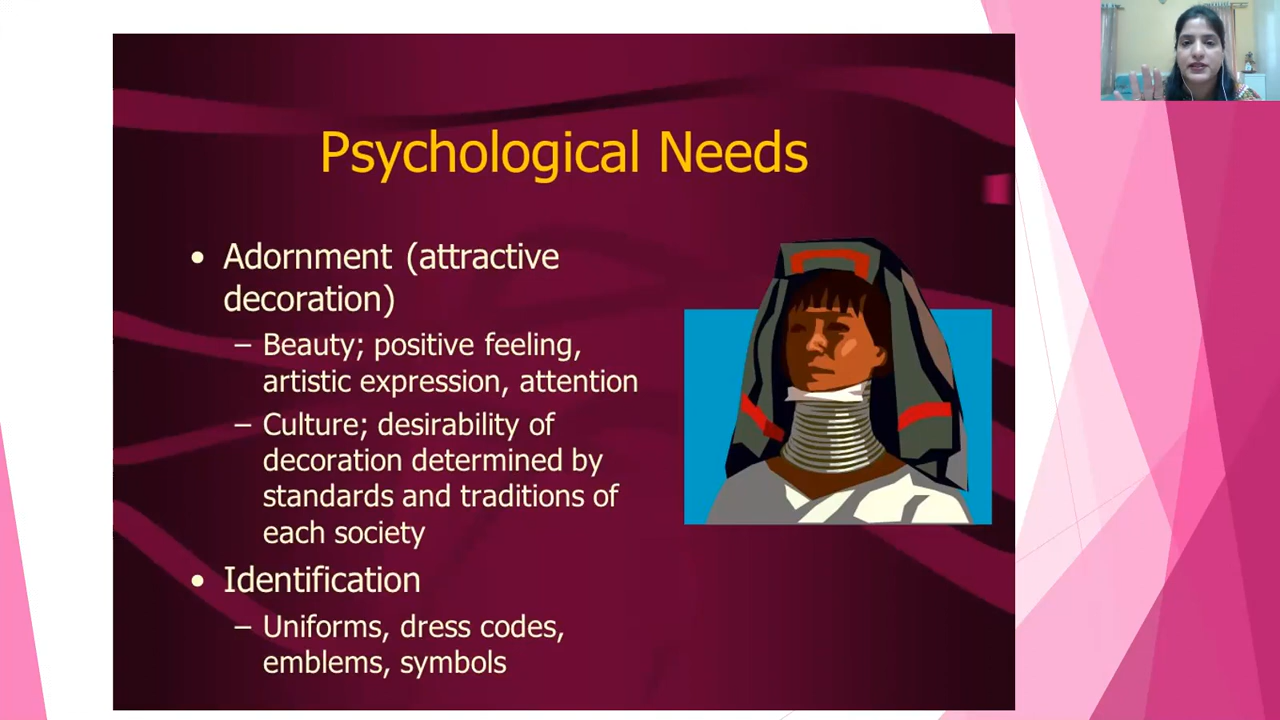 Psychological Needs
• Adornment (attractive
decoration)
– Beauty; positive feeling,
artistic expression, attention
– Culture; desirability of
decoration determined by
standards and traditions of
each society
• Identification
– Uniforms, dress codes,
emblems, symbols